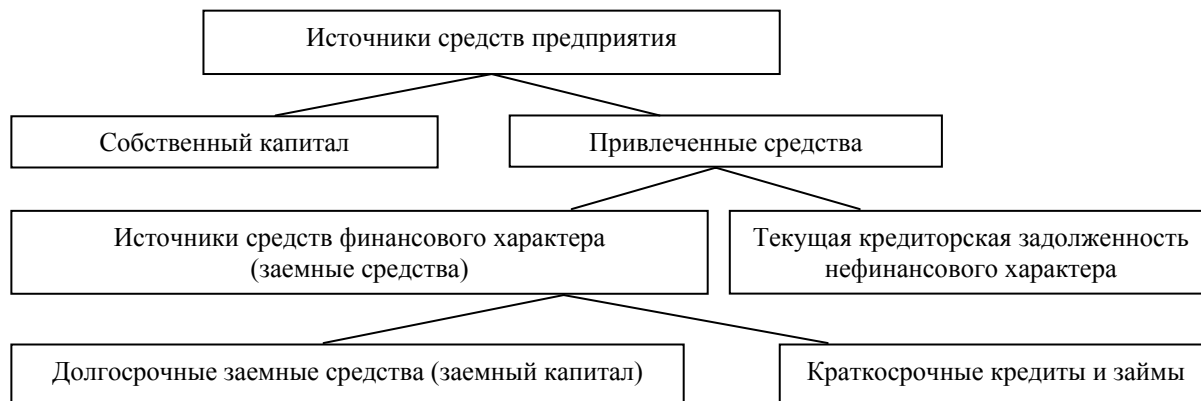 Источники средств предприятия
Собственный капитал
Привлеченные средства
Источники средств финансового характера
(заемные средства)
Текущая кредиторская задолженность
нефинансового характера
Долгосрочные заемные средства (заемный капитал)
Краткосрочные кредиты и займы